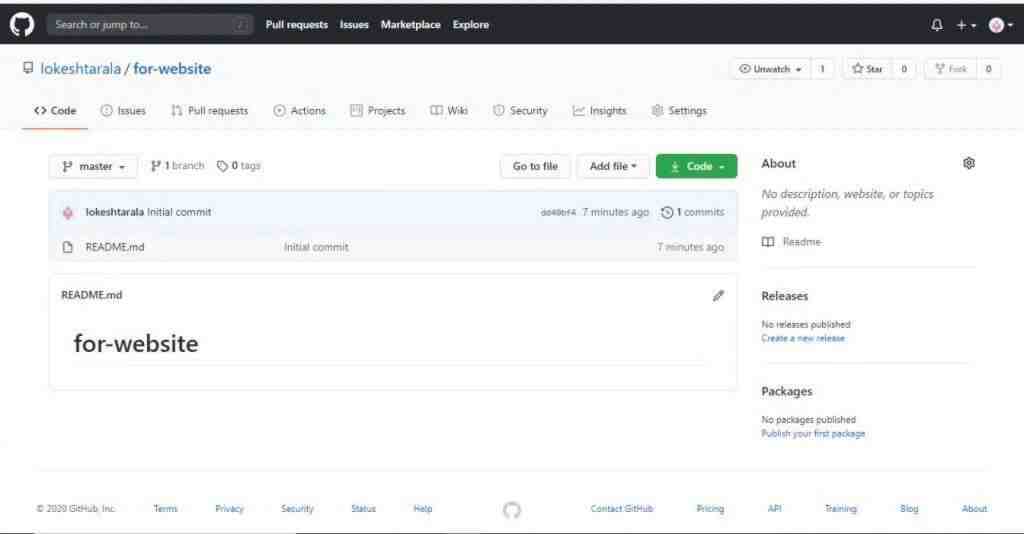 Search or jump to... / Pull requests Issues Marketplace Explore
lokeshtarala / for-website Unwatch 1 Star 0 Fork 0
Code Issues Pull requests Actions Projects Wiki Security Insights Settings
master 1 branch 0 tags Go to file Add file Code
lokeshtarala Initial commit 7 minutes ago 1 commits
README.md Initial commit 7 minutes ago
README.md
for-website
About
No description, website, or topics
provided.
Readme
Releases
No releases published
Create a new release
Packages
No packages published
Publish your first package
© 2020 GitHub, Inc. Terms Privacy Security Status Help Contact GitHub Pricing API Training Blog About